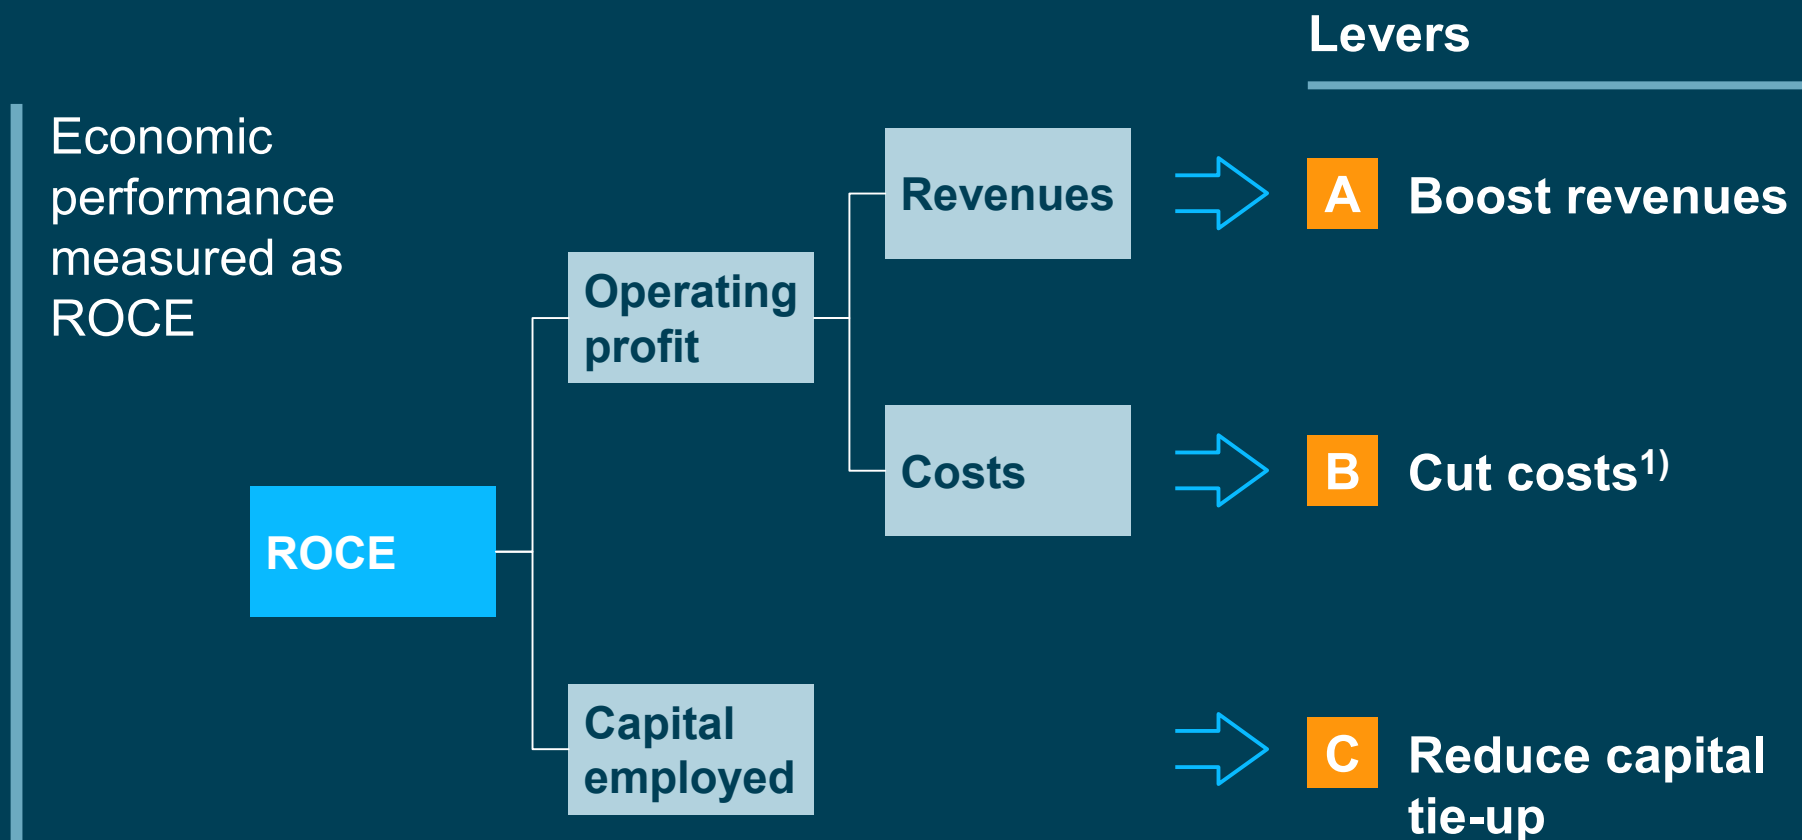 Levers
Economic
performance
measured as
ROCE
Revenues
A
Boost revenues
Operating
profit
Costs
B
Cut costs¹⁾
ROCE
Capital
employed
C
Reduce capital
tie-up